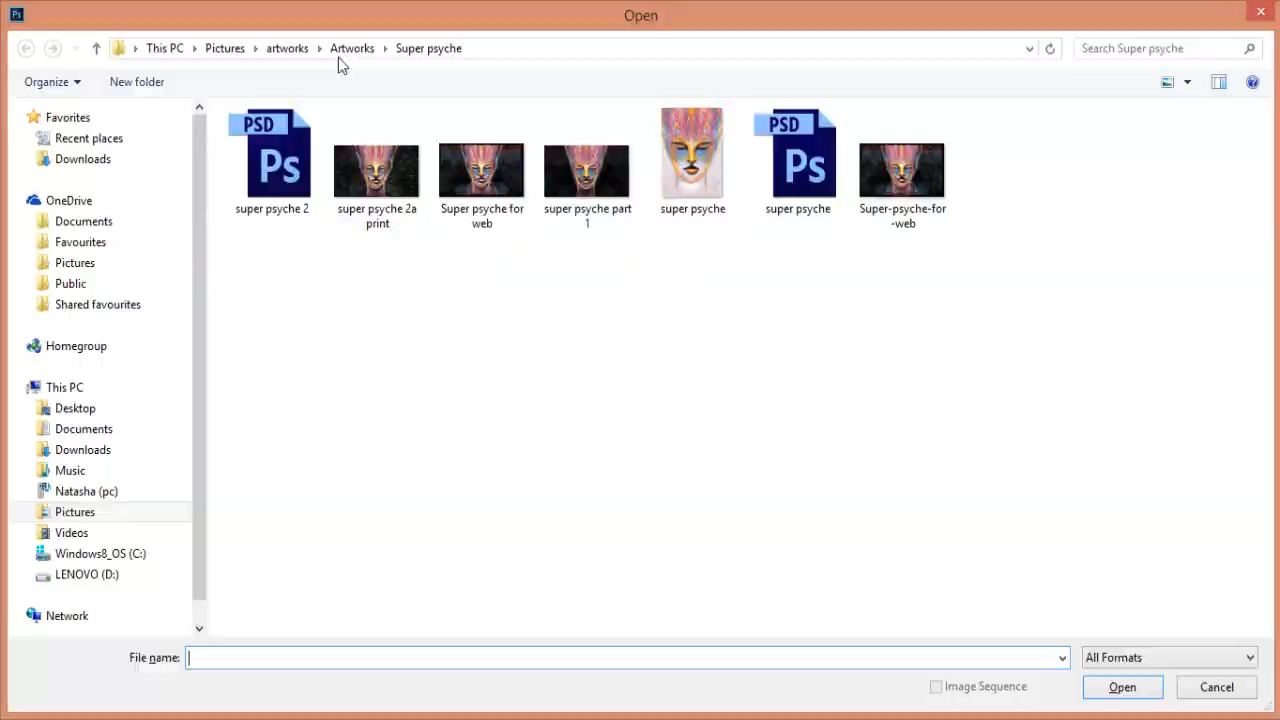 Ps
Open
This PC
Pictures
artworks
Artworks
Super psyche
Search Super psyche
Organize
New folder
Favorites
Recent places
Downloads
OneDrive
Documents
Favourites
Pictures
Public
Shared favourites
Homegroup
This PC
Desktop
Documents
Downloads
Music
Natasha (pc)
Pictures
Videos
Windows8_OS (C:)
LENOVO (D:)
Network
PSD
Ps
super psyche 2
super psyche 2a
print
Super psyche for
web
super psyche part
1
super psyche
PSD
Ps
super psyche
Super-psyche-for
-web
File name:
All Formats
Image Sequence
Open
Cancel